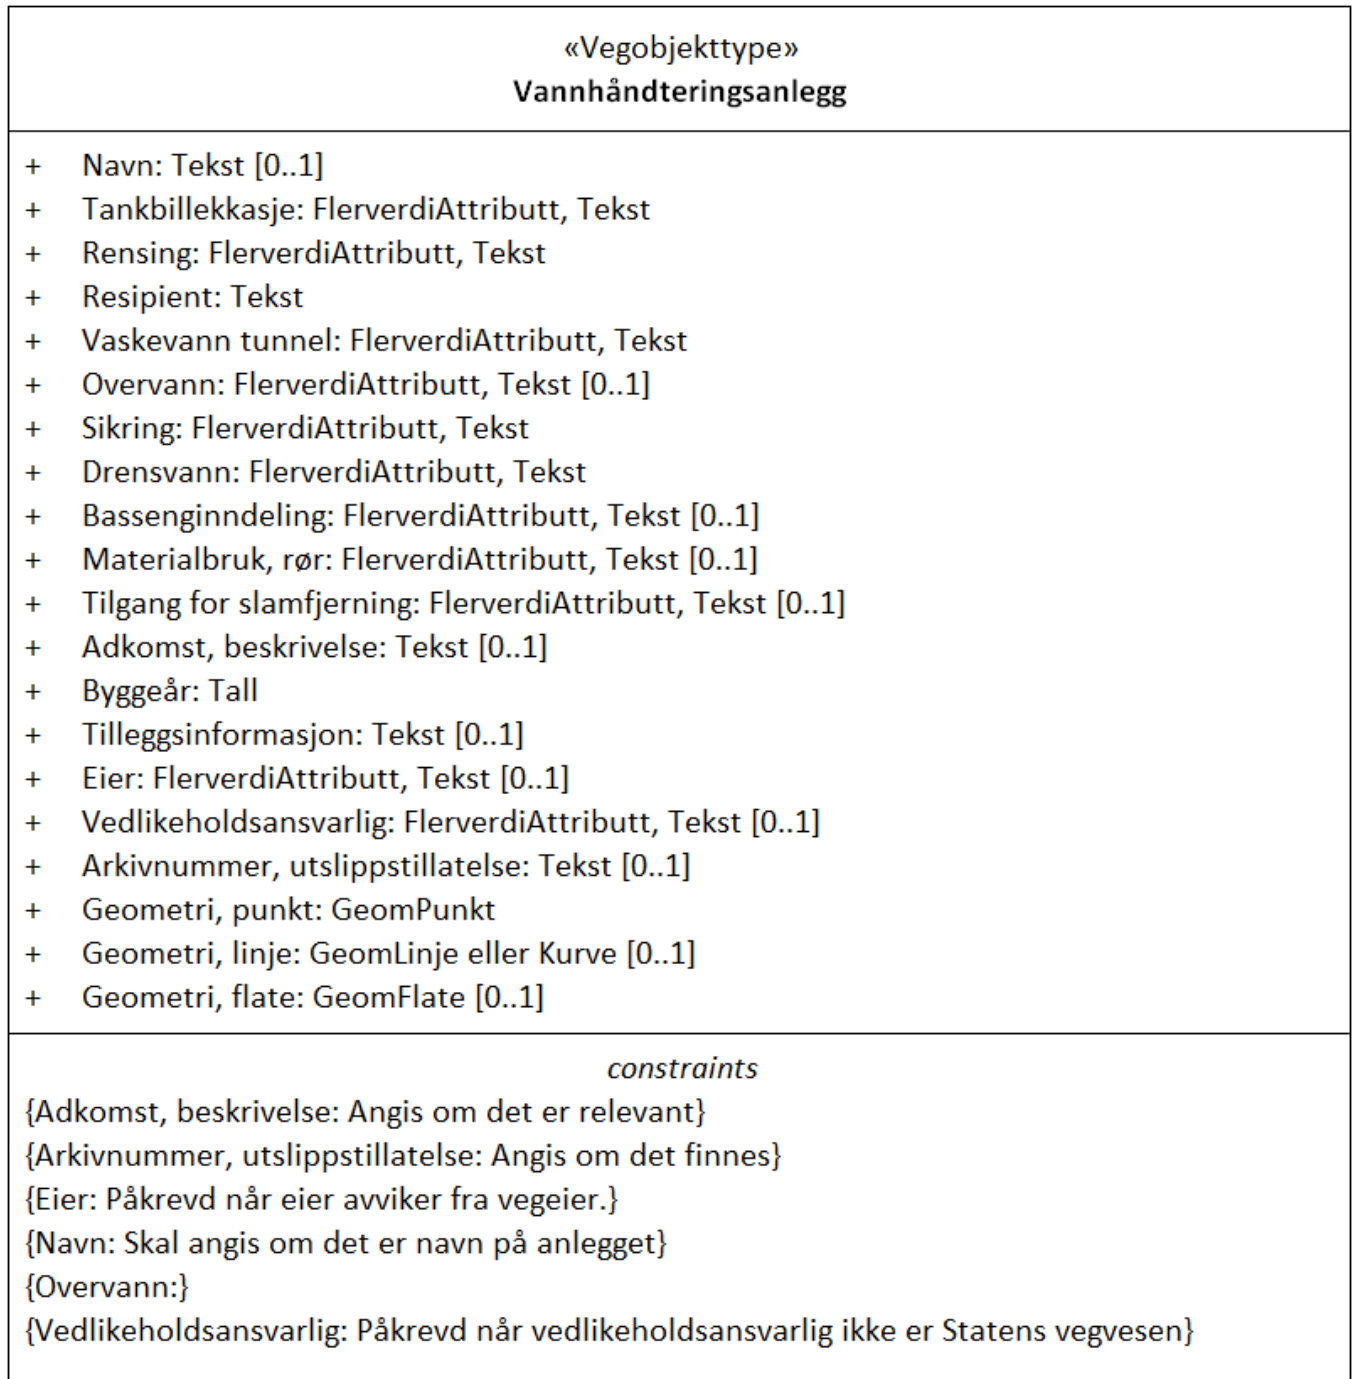 «Vegobjekttype»
Vannhåndteringsanlegg
+ Navn: Tekst [0..1]
+ Tankbillekkasje: FlerverdiAttributt, Tekst
+ Rensing: FlerverdiAttributt, Tekst
+ Resipient: Tekst
+ Vaskevann tunnel: FlerverdiAttributt, Tekst
+ Overvann: FlerverdiAttributt, Tekst [0..1]
+ Sikring: FlerverdiAttributt, Tekst
+ Drensvann: FlerverdiAttributt, Tekst
+ Bassenginndeling: FlerverdiAttributt, Tekst [0..1]
+ Materialbruk, rør: FlerverdiAttributt, Tekst [0..1]
+ Tilgang for slamfjerning: FlerverdiAttributt, Tekst [0..1]
+ Adkomst, beskrivelse: Tekst [0..1]
+ Byggeår: Tall
+ Tilleggsinformasjon: Tekst [0..1]
+ Eier: FlerverdiAttributt, Tekst [0..1]
+ Vedlikeholdsansvarlig: FlerverdiAttributt, Tekst [0..1]
+ Arkivnummer, utslippstillatelse: Tekst [0..1]
+ Geometri, punkt: GeomPunkt
+ Geometri, linje: GeomLinje eller Kurve [0..1]
+ Geometri, flate: GeomFlate [0..1]
constraints
{Adkomst, beskrivelse: Angis om det er relevant}
{Arkivnummer, utslippstillatelse: Angis om det finnes}
{Eier: Påkrevd når eier avviker fra vegeier.}
{Navn: Skal angis om det er navn på anlegget}
{Overvann:}
{Vedlikeholdsansvarlig: Påkrevd når vedlikeholdsansvarlig ikke er Statens vegvesen}